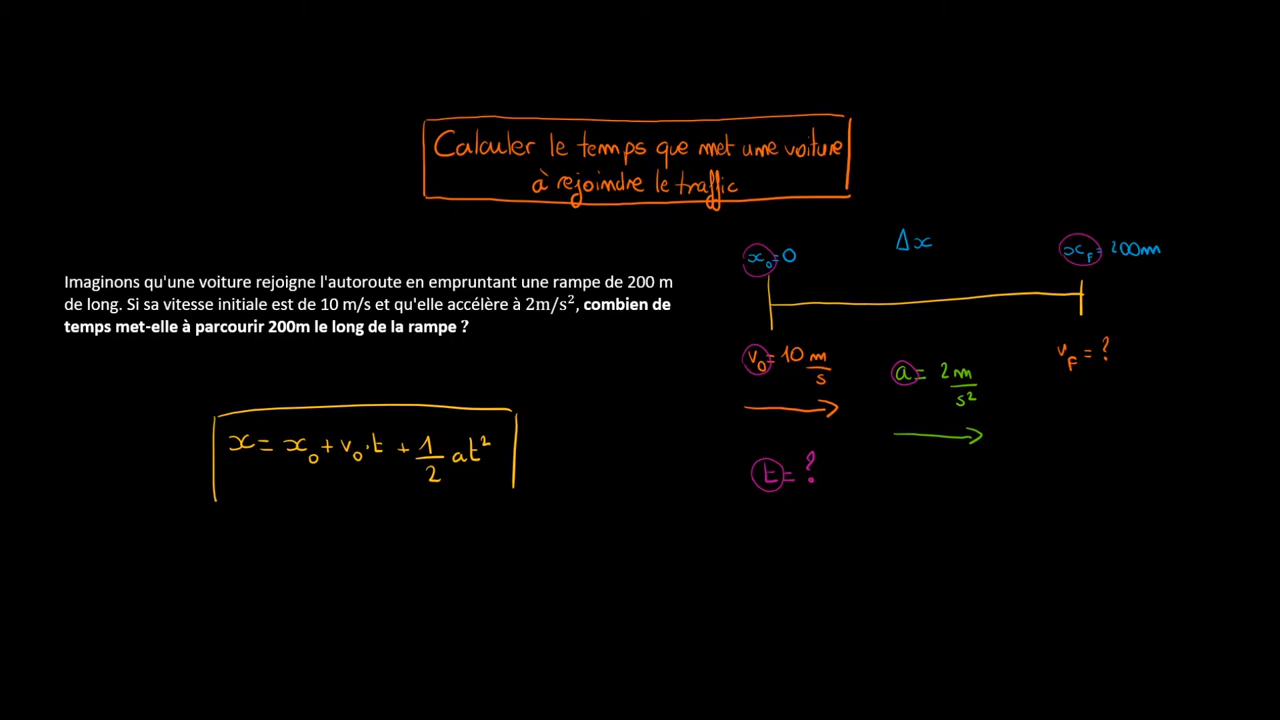 Calculer le temps que met une voiture
à rejoindre le traffic
Imaginons qu'une voiture rejoigne l'autoroute en empruntant une rampe de 200 m
de long. Si sa vitesse initiale est de 10 m/s et qu'elle accélère à 2m/s², combien de
temps met-elle à parcourir 200m le long de la rampe ?
x₀=0
Δx
x_F=200m
v₀=10 m/s
a=2 m/s²
v_F=?
t=?
x=x₀+v₀·t+1/2 at²